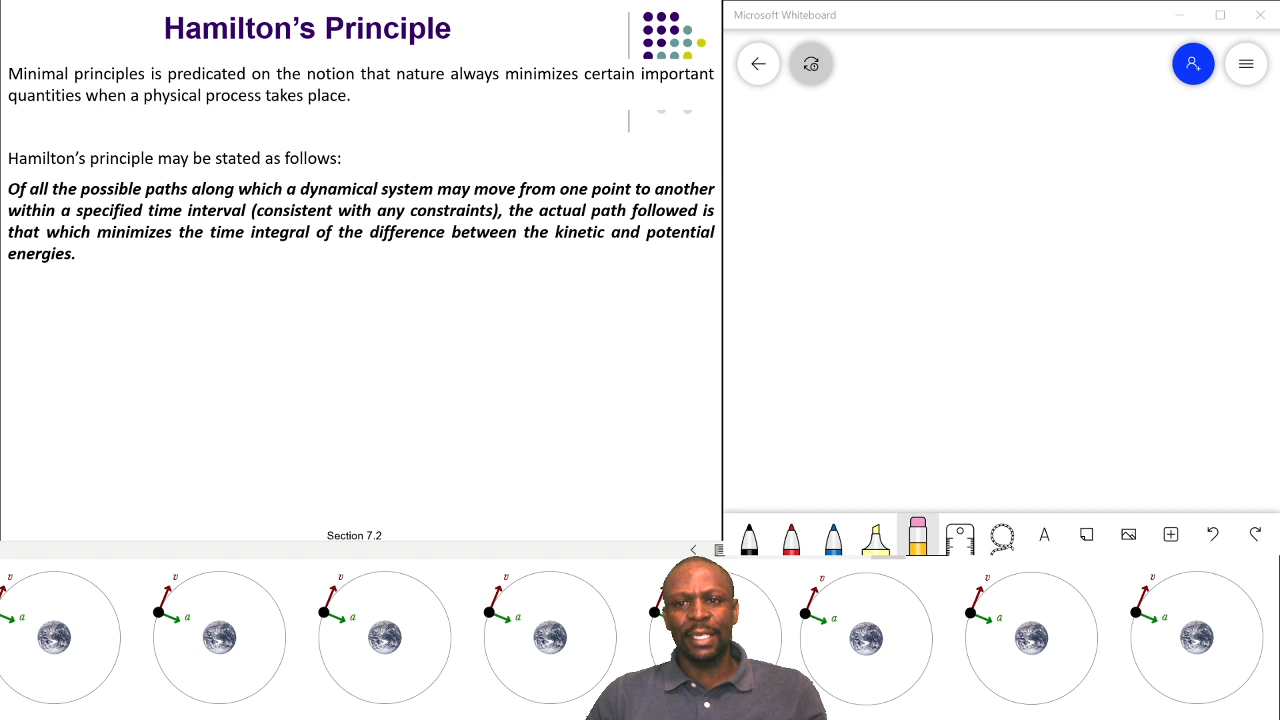 Hamilton's Principle
Minimal principles is predicated on the notion that nature always minimizes certain important
quantities when a physical process takes place.
Hamilton's principle may be stated as follows:
Of all the possible paths along which a dynamical system may move from one point to another
within a specified time interval (consistent with any constraints), the actual path followed is
that which minimizes the time integral of the difference between the kinetic and potential
energies.
Section 7.2
Microsoft Whiteboard
A
v
a
v
a
v
a
v
a
v
a
v
a
v
a